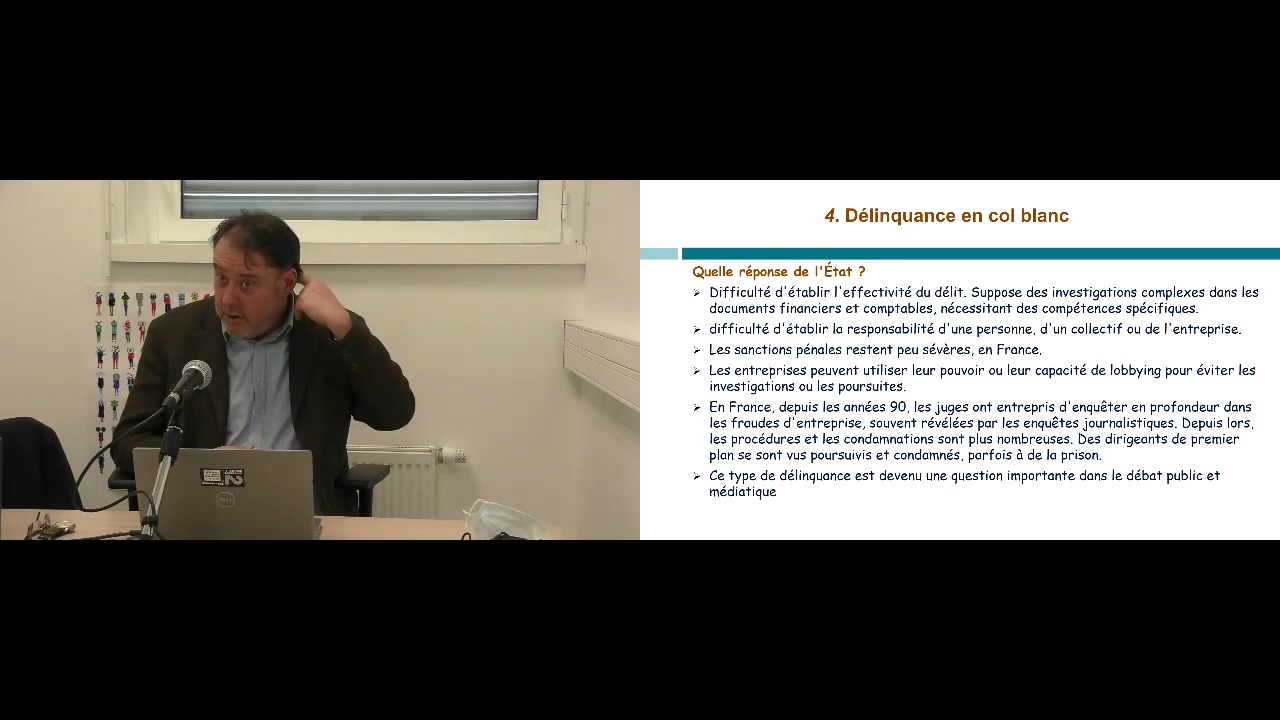 4. Délinquance en col blanc
Quelle réponse de l'État ?
➢ Difficulté d'établir l'effectivité du délit. Suppose des investigations complexes dans les
documents financiers et comptables, nécessitant des compétences spécifiques.
➢ difficulté d'établir la responsabilité d'une personne, d'un collectif ou de l'entreprise.
➢ Les sanctions pénales restent peu sévères, en France.
➢ Les entreprises peuvent utiliser leur pouvoir ou leur capacité de lobbying pour éviter les
investigations ou les poursuites.
➢ En France, depuis les années 90, les juges ont entrepris d'enquêter en profondeur dans
les fraudes d'entreprise, souvent révélées par les enquêtes journalistiques. Depuis lors,
les procédures et les condamnations sont plus nombreuses. Des dirigeants de premier
plan se sont vus poursuivis et condamnés, parfois à de la prison.
➢ Ce type de délinquance est devenu une question importante dans le débat public et
médiatique
DELL